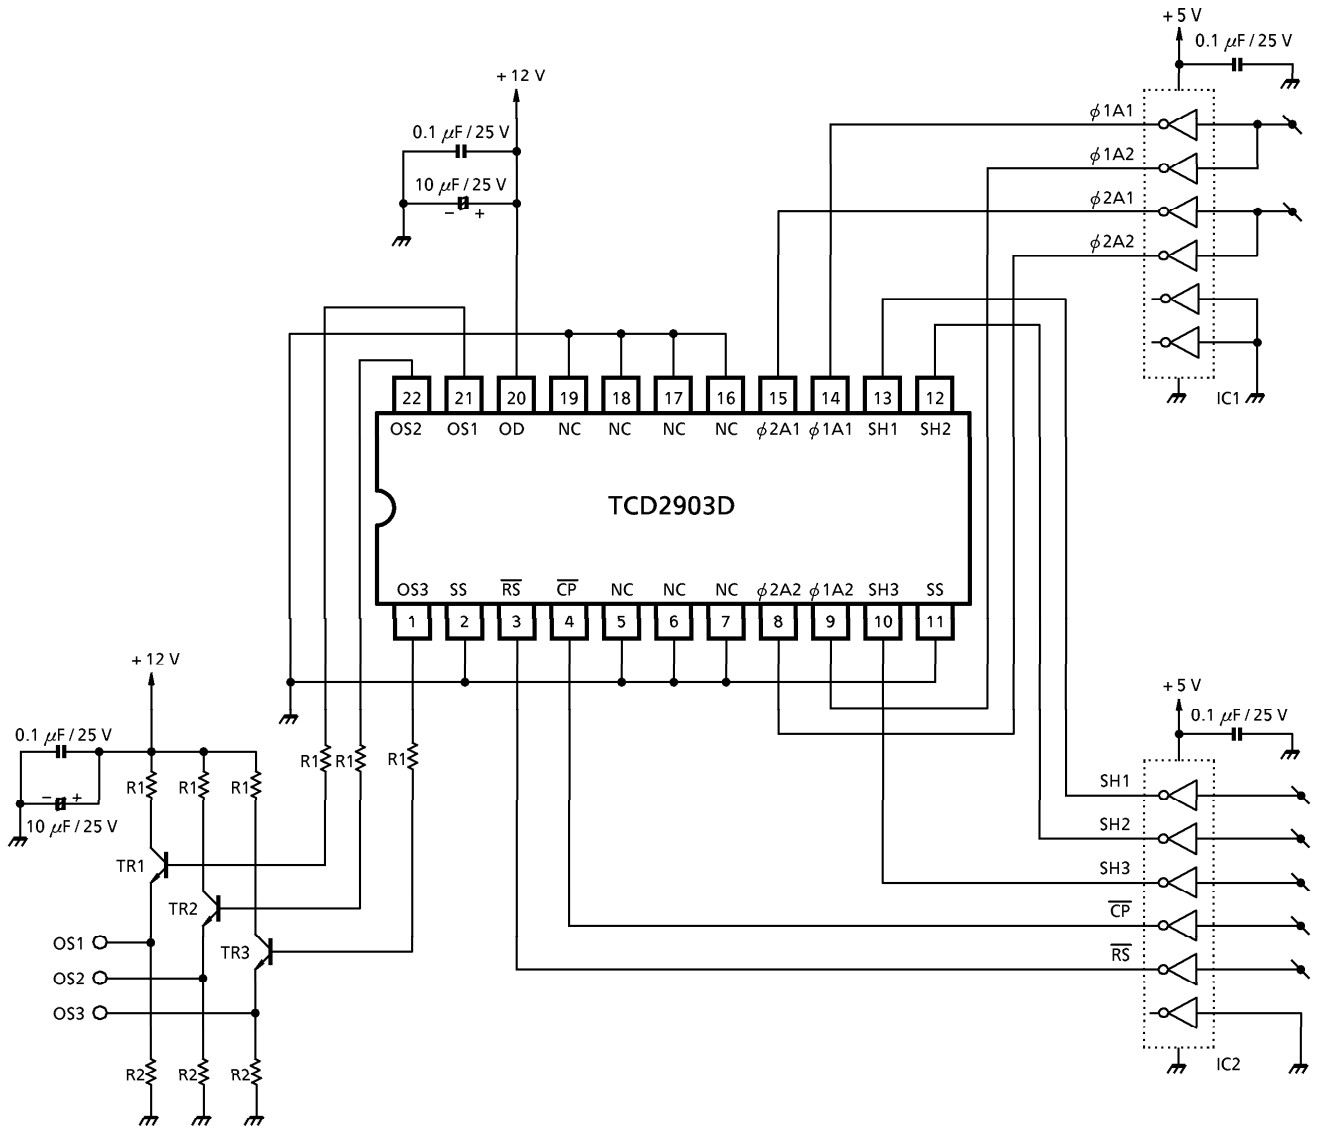 + 5 V
0.1 μF / 25 V
+ 12 V
0.1 μF / 25 V
10 μF / 25 V
− +
ϕ1A1
ϕ1A2
ϕ2A1
ϕ2A2
IC1
22 21 20 19 18 17 16 15 14 13 12
OS2 OS1 OD NC NC NC NC ϕ2A1 ϕ1A1 SH1 SH2
TCD2903D
OS3 SS R̅S̅ C̅P̅ NC NC NC ϕ2A2 ϕ1A2 SH3 SS
1 2 3 4 5 6 7 8 9 10 11
+ 12 V
0.1 μF / 25 V
− +
10 μF / 25 V
R1 R1 R1 R1 R1 R1
TR1
TR2
TR3
OS1
OS2
OS3
R2 R2 R2
+ 5 V
0.1 μF / 25 V
SH1
SH2
SH3
C̅P̅
R̅S̅
IC2